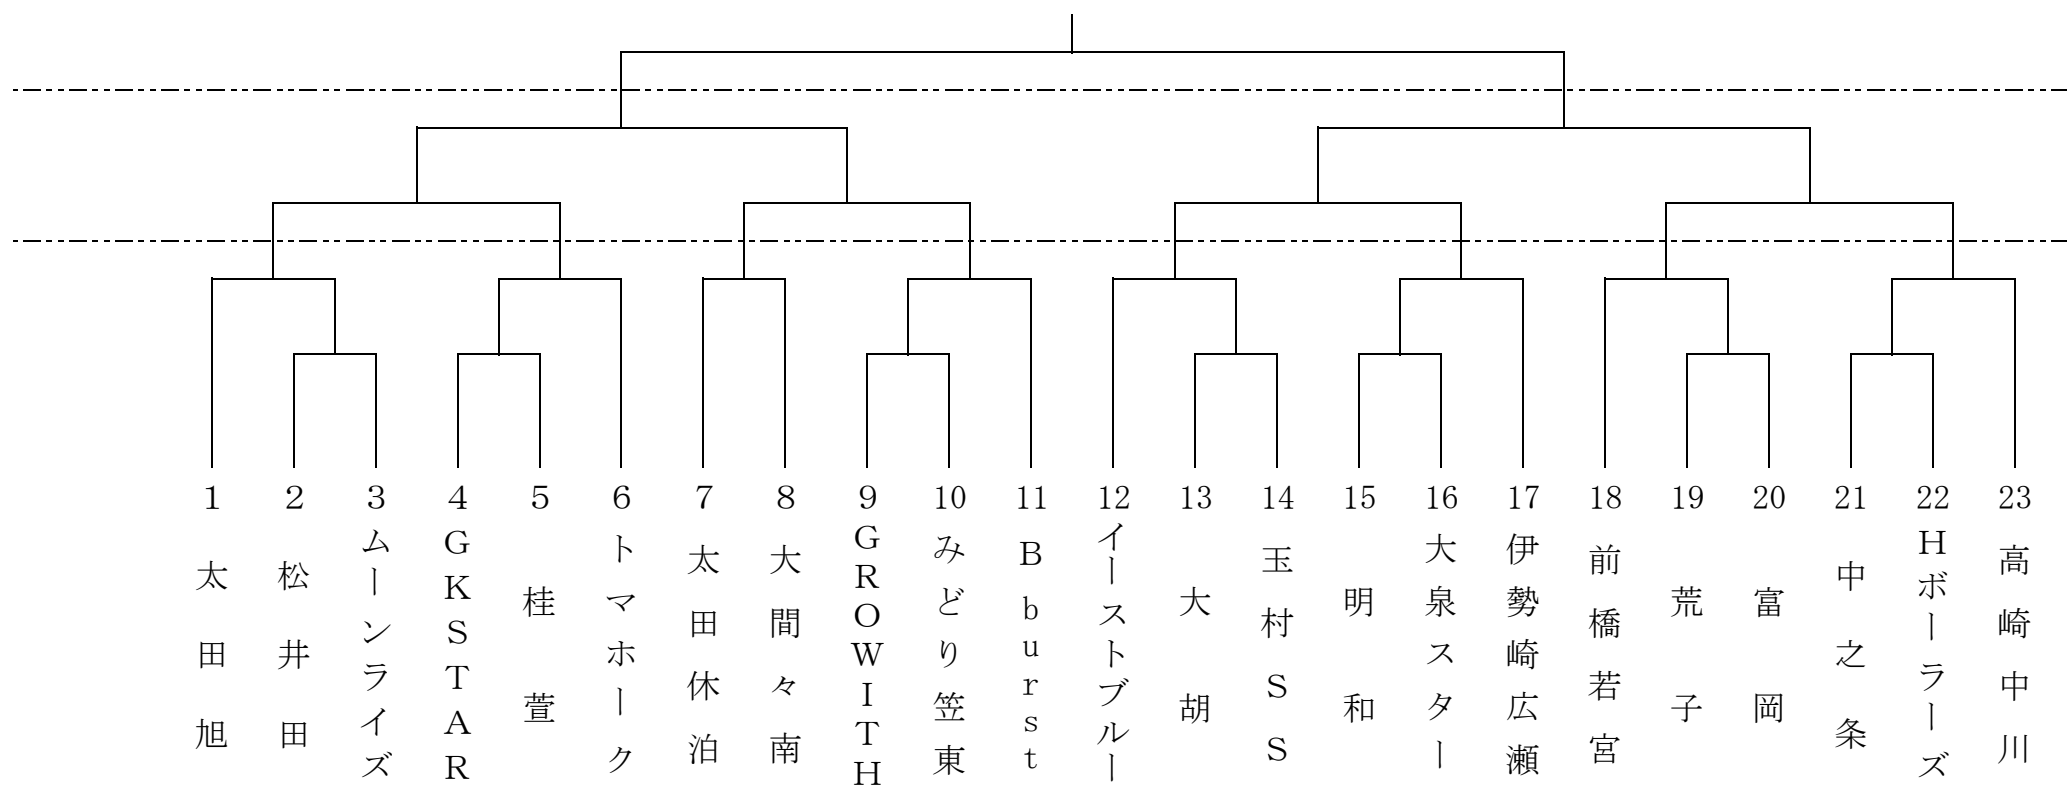 1 太田旭
2 松井田
3 ムーンライズ
4 GKSTAR
5 桂萱
6 トマホーク
7 太田休泊
8 大間々南
9 GROWITH
10 みどり笠東
11 B burst
12 イーストブルー
13 大胡
14 玉村SS
15 明和
16 大泉スター
17 伊勢崎広瀬
18 前橋若宮
19 荒子
20 富岡
21 中之条
22 Hボーラーズ
23 高崎中川